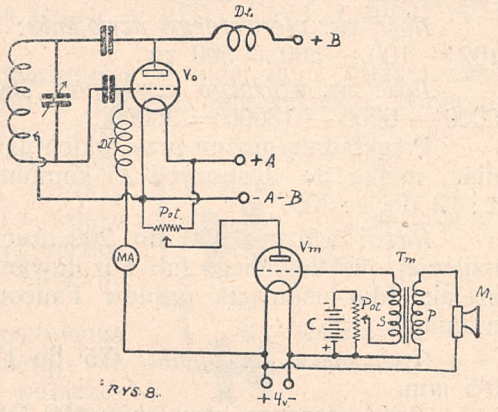 Dł.
+B
Vo
Dł
+A
-A-B
Pot.
Vm
MA
Tm
Pot
C
S
P
M.
+
+4v-
RYS.8.